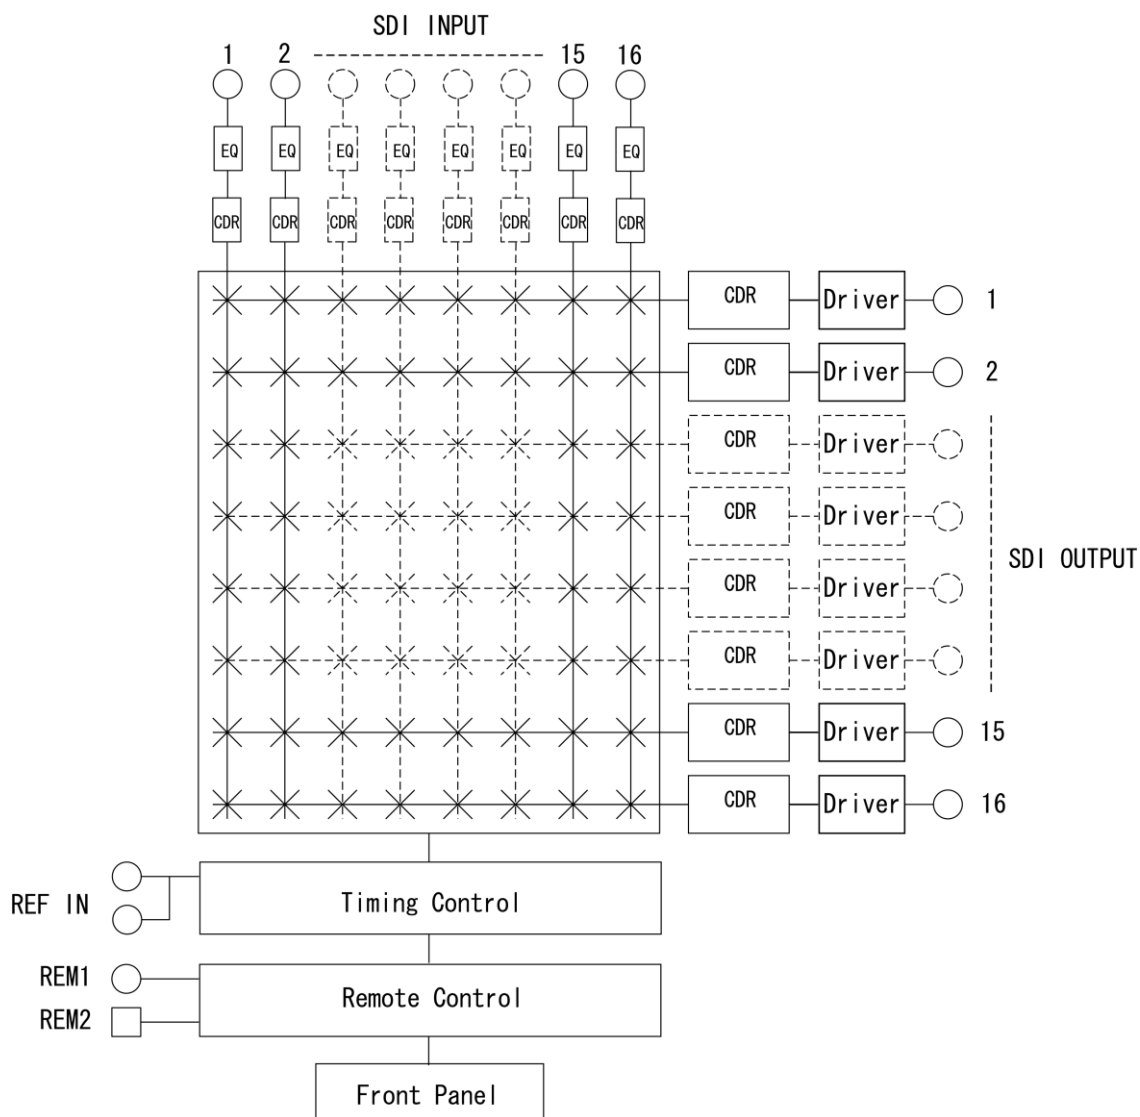 SDI INPUT
1 2 15 16
EQ EQ EQ EQ EQ EQ EQ EQ
CDR CDR CDR CDR CDR CDR CDR CDR
CDR Driver 1
CDR Driver 2
CDR Driver
CDR Driver
SDI OUTPUT
CDR Driver
CDR Driver
CDR Driver 15
CDR Driver 16
REF IN
Timing Control
REM1
REM2
Remote Control
Front Panel